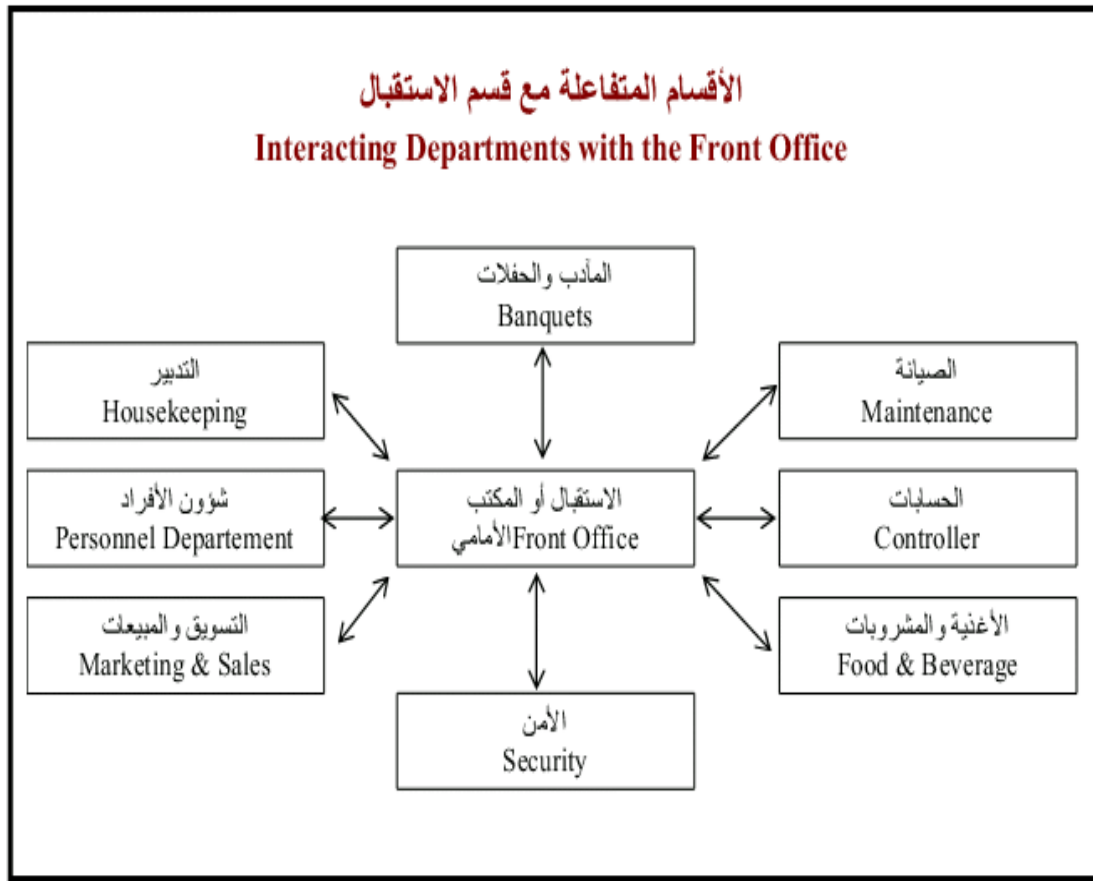 الأقسام المتفاعلة مع قسم الاستقبال
Interacting Departments with the Front Office
المآدب والحفلات
Banquets
التدبير
Housekeeping
الصيانة
Maintenance
شؤون الأفراد
Personnel Departement
الاستقبال أو المكتب
الأمامي Front Office
الحسابات
Controller
التسويق والمبيعات
Marketing & Sales
الأغذية والمشروبات
Food & Beverage
الأمن
Security